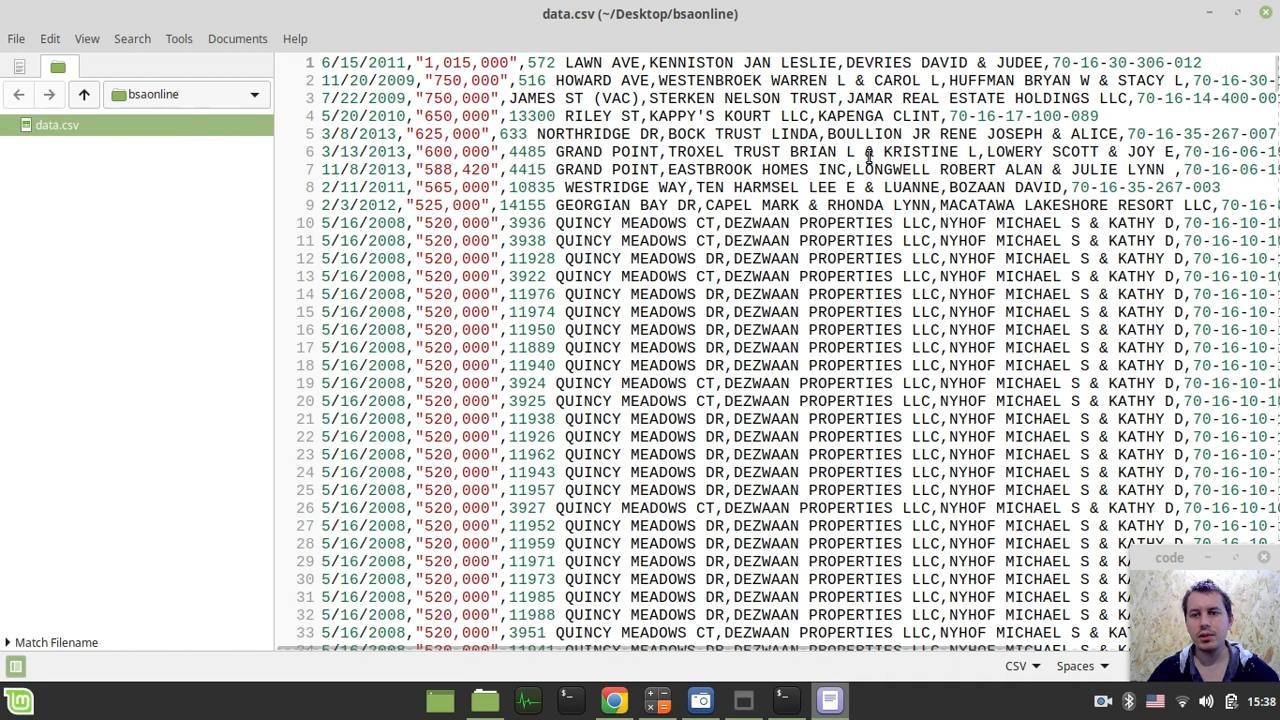 data.csv (~/Desktop/bsaonline)
File Edit View Search Tools Documents Help
bsaonline
data.csv
1 6/15/2011,"1,015,000",572 LAWN AVE,KENNISTON JAN LESLIE,DEVRIES DAVID & JUDEE,70-16-30-306-012
2 11/20/2009,"750,000",516 HOWARD AVE,WESTENBROEK WARREN L & CAROL L,HUFFMAN BRYAN W & STACY L,70-16-30-
3 7/22/2009,"750,000",JAMES ST (VAC),STERKEN NELSON TRUST,JAMAR REAL ESTATE HOLDINGS LLC,70-16-14-400-00
4 5/20/2010,"650,000",13300 RILEY ST,KAPPY'S KOURT LLC,KAPENGA CLINT,70-16-17-100-089
5 3/8/2013,"625,000",633 NORTHRIDGE DR,BOCK TRUST LINDA,BOULLION JR RENE JOSEPH & ALICE,70-16-35-267-007
6 3/13/2013,"600,000",4485 GRAND POINT,TROXEL TRUST BRIAN L & KRISTINE L,LOWERY SCOTT & JOY E,70-16-06-1
7 11/8/2013,"588,420",4415 GRAND POINT,EASTBROOK HOMES INC,LONGWELL ROBERT ALAN & JULIE LYNN ,70-16-06-1
8 2/11/2011,"565,000",10835 WESTRIDGE WAY,TEN HARMSEL LEE E & LUANNE,BOZAAN DAVID,70-16-35-267-003
9 2/3/2012,"525,000",14155 GEORGIAN BAY DR,CAPEL MARK & RHONDA LYNN,MACATAWA LAKESHORE RESORT LLC,70-16-
10 5/16/2008,"520,000",3936 QUINCY MEADOWS CT,DEZWAAN PROPERTIES LLC,NYHOF MICHAEL S & KATHY D,70-16-10-1
11 5/16/2008,"520,000",3938 QUINCY MEADOWS CT,DEZWAAN PROPERTIES LLC,NYHOF MICHAEL S & KATHY D,70-16-10-1
12 5/16/2008,"520,000",11928 QUINCY MEADOWS DR,DEZWAAN PROPERTIES LLC,NYHOF MICHAEL S & KATHY D,70-16-10-
13 5/16/2008,"520,000",3922 QUINCY MEADOWS CT,DEZWAAN PROPERTIES LLC,NYHOF MICHAEL S & KATHY D,70-16-10-1
14 5/16/2008,"520,000",11976 QUINCY MEADOWS DR,DEZWAAN PROPERTIES LLC,NYHOF MICHAEL S & KATHY D,70-16-10-
15 5/16/2008,"520,000",11974 QUINCY MEADOWS DR,DEZWAAN PROPERTIES LLC,NYHOF MICHAEL S & KATHY D,70-16-10-
16 5/16/2008,"520,000",11950 QUINCY MEADOWS DR,DEZWAAN PROPERTIES LLC,NYHOF MICHAEL S & KATHY D,70-16-10-
17 5/16/2008,"520,000",11889 QUINCY MEADOWS DR,DEZWAAN PROPERTIES LLC,NYHOF MICHAEL S & KATHY D,70-16-10-
18 5/16/2008,"520,000",11940 QUINCY MEADOWS DR,DEZWAAN PROPERTIES LLC,NYHOF MICHAEL S & KATHY D,70-16-10-
19 5/16/2008,"520,000",3924 QUINCY MEADOWS CT,DEZWAAN PROPERTIES LLC,NYHOF MICHAEL S & KATHY D,70-16-10-1
20 5/16/2008,"520,000",3925 QUINCY MEADOWS CT,DEZWAAN PROPERTIES LLC,NYHOF MICHAEL S & KATHY D,70-16-10-1
21 5/16/2008,"520,000",11938 QUINCY MEADOWS DR,DEZWAAN PROPERTIES LLC,NYHOF MICHAEL S & KATHY D,70-16-10-
22 5/16/2008,"520,000",11926 QUINCY MEADOWS DR,DEZWAAN PROPERTIES LLC,NYHOF MICHAEL S & KATHY D,70-16-10-
23 5/16/2008,"520,000",11962 QUINCY MEADOWS DR,DEZWAAN PROPERTIES LLC,NYHOF MICHAEL S & KATHY D,70-16-10-
24 5/16/2008,"520,000",11943 QUINCY MEADOWS DR,DEZWAAN PROPERTIES LLC,NYHOF MICHAEL S & KATHY D,70-16-10-
25 5/16/2008,"520,000",11957 QUINCY MEADOWS DR,DEZWAAN PROPERTIES LLC,NYHOF MICHAEL S & KATHY D,70-16-10-
26 5/16/2008,"520,000",3927 QUINCY MEADOWS CT,DEZWAAN PROPERTIES LLC,NYHOF MICHAEL S & KATHY D,70-16-10-1
27 5/16/2008,"520,000",11952 QUINCY MEADOWS DR,DEZWAAN PROPERTIES LLC,NYHOF MICHAEL S & KATHY D,70-16-10-
28 5/16/2008,"520,000",11959 QUINCY MEADOWS DR,DEZWAAN PROPERTIES LLC,NYHOF MICHAEL S & KA
29 5/16/2008,"520,000",11971 QUINCY MEADOWS DR,DEZWAAN PROPERTIES LLC,NYHOF MICHAEL S & KA
30 5/16/2008,"520,000",11973 QUINCY MEADOWS DR,DEZWAAN PROPERTIES LLC,NYHOF MICHAEL S & KA
31 5/16/2008,"520,000",11985 QUINCY MEADOWS DR,DEZWAAN PROPERTIES LLC,NYHOF MICHAEL S & KA
32 5/16/2008,"520,000",11988 QUINCY MEADOWS DR,DEZWAAN PROPERTIES LLC,NYHOF MICHAEL S & KA
33 5/16/2008,"520,000",3951 QUINCY MEADOWS CT,DEZWAAN PROPERTIES LLC,NYHOF MICHAEL S & KAT
code
Match Filename
CSV Spaces
15:38